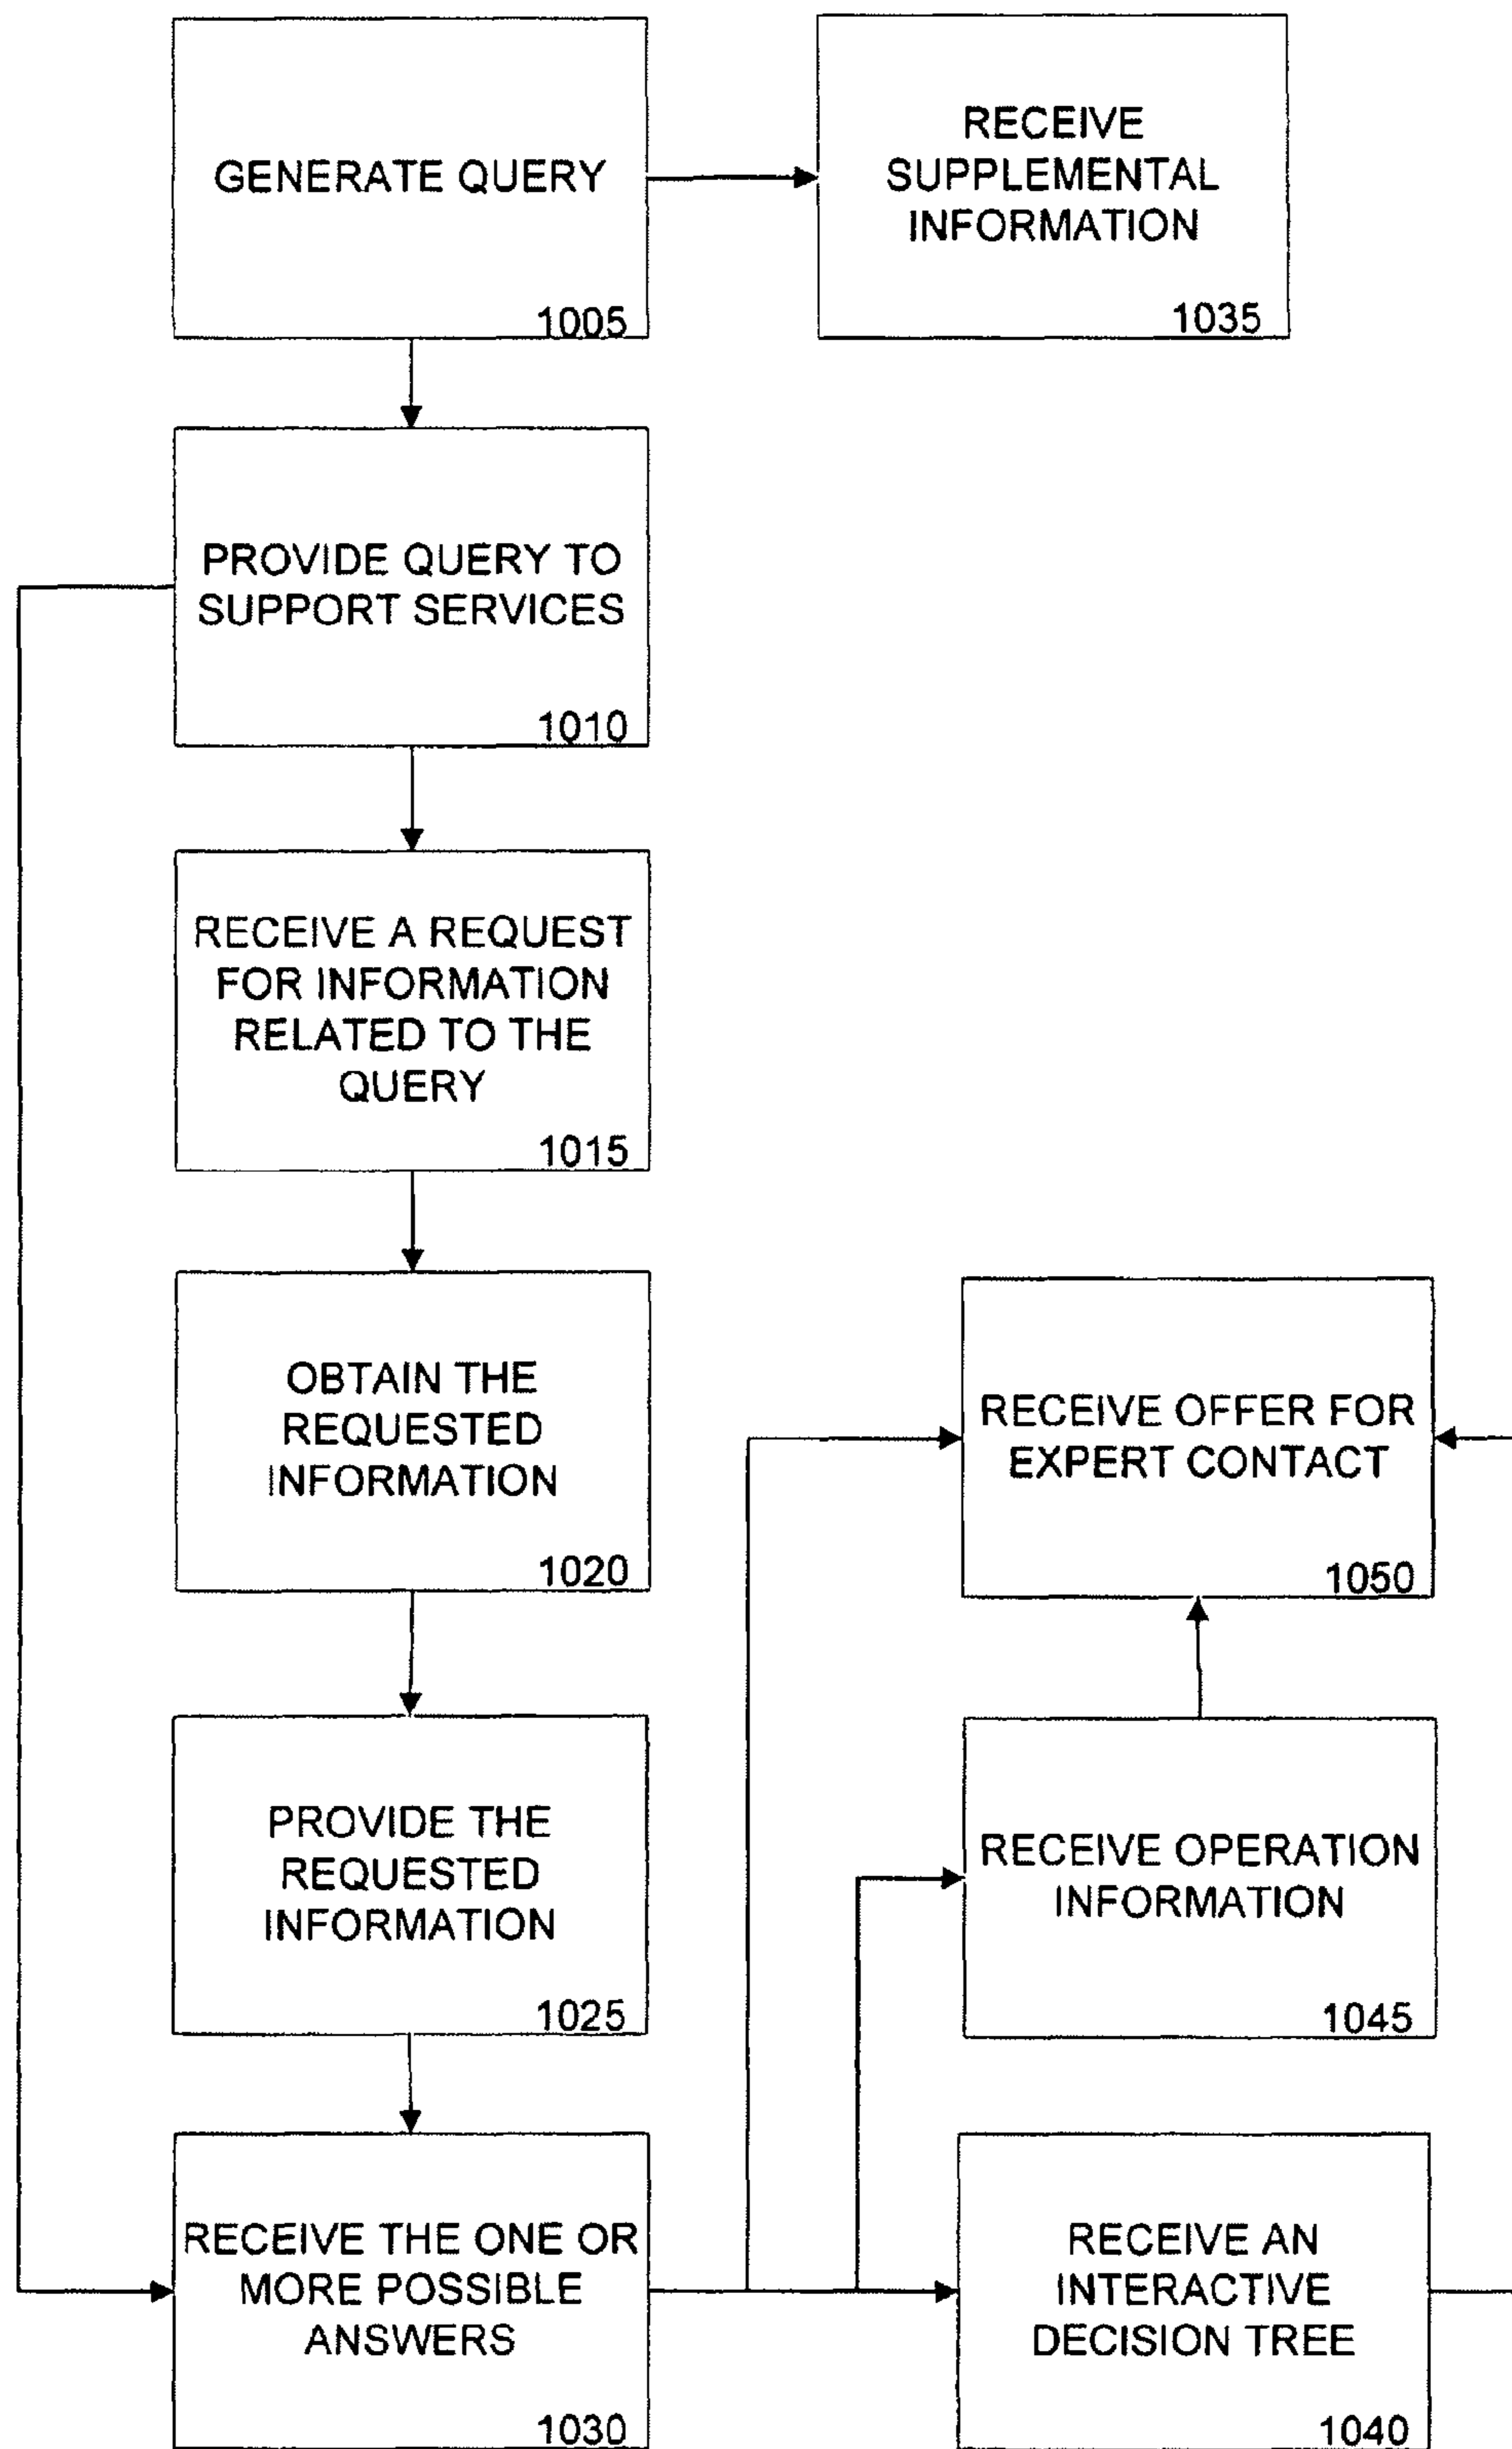 GENERATE QUERY
1005
RECEIVE
SUPPLEMENTAL
INFORMATION
1035
PROVIDE QUERY TO
SUPPORT SERVICES
1010
RECEIVE A REQUEST
FOR INFORMATION
RELATED TO THE
QUERY
1015
OBTAIN THE
REQUESTED
INFORMATION
1020
RECEIVE OFFER FOR
EXPERT CONTACT
1050
PROVIDE THE
REQUESTED
INFORMATION
1025
RECEIVE OPERATION
INFORMATION
1045
RECEIVE THE ONE OR
MORE POSSIBLE
ANSWERS
1030
RECEIVE AN
INTERACTIVE
DECISION TREE
1040